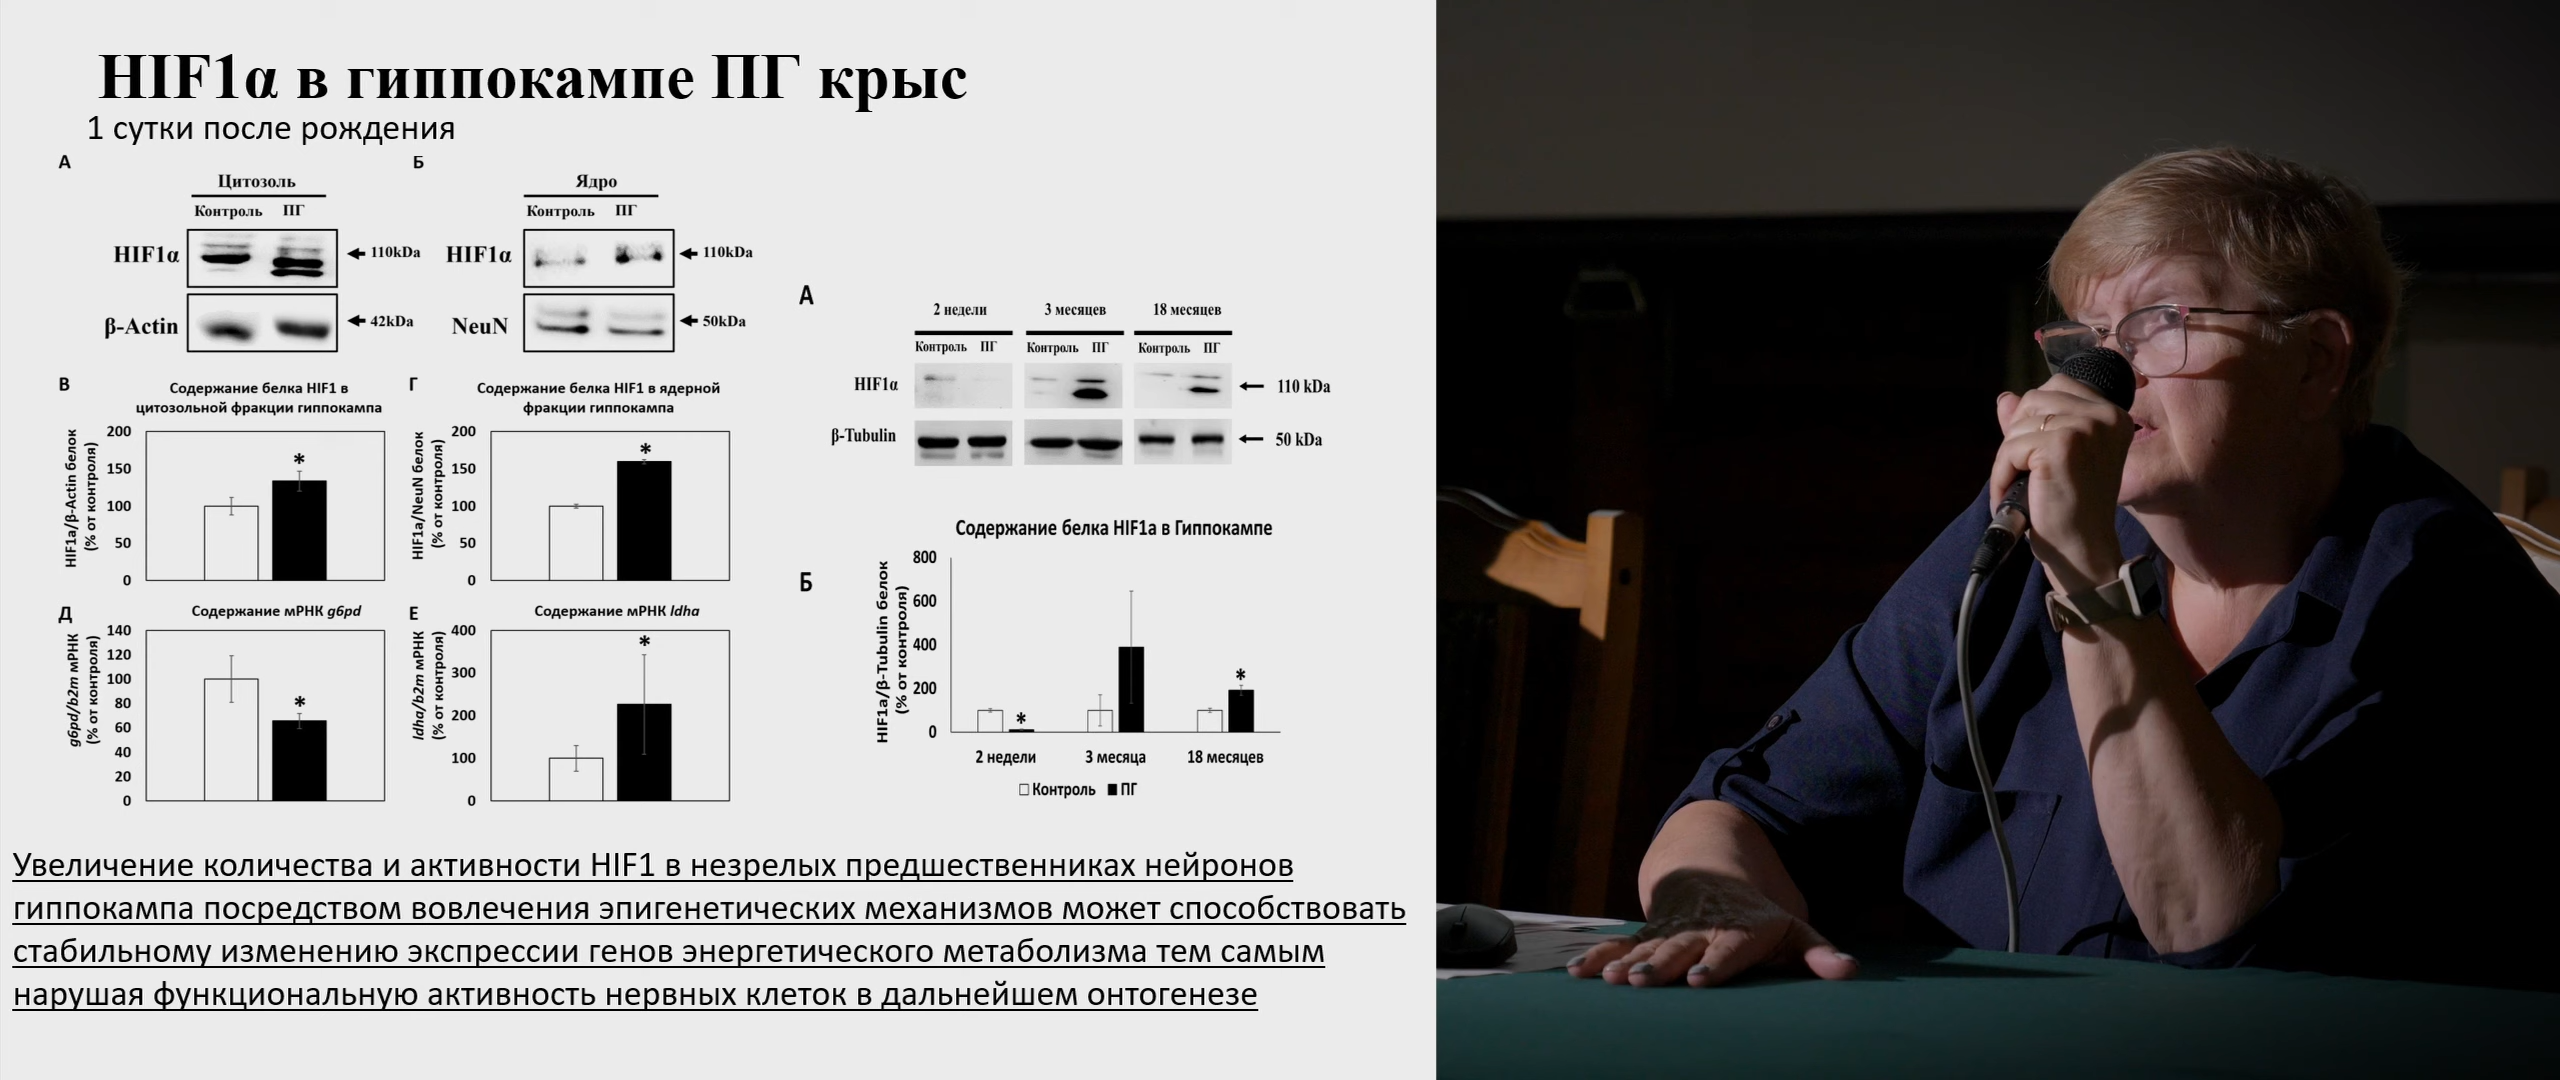 HIF1α в гиппокампе ПГ крыс
1 сутки после рождения
А
Цитозоль
Контроль ПГ
HIF1α
110kDa
β-Actin
42kDa
Б
Ядро
Контроль ПГ
HIF1α
110kDa
NeuN
50kDa
В
Содержание белка HIF1 в
цитозольной фракции гиппокампа
HIF1a/β-Actin белок
(% от контроля)
200
150
100
50
0
*
Г
Содержание белка HIF1 в ядерной
фракции гиппокампа
HIF1a/NeuN белок
(% от контроля)
200
150
100
50
0
*
Д
Содержание мРНК g6pd
g6pd/b2m мРНК
(% от контроля)
140
120
100
80
60
40
20
0
*
Е
Содержание мРНК ldha
ldha/b2m мРНК
(% от контроля)
400
300
200
100
0
*
А
2 недели 3 месяцев 18 месяцев
Контроль ПГ Контроль ПГ Контроль ПГ
HIF1α
110 kDa
β-Tubulin
50 kDa
Б
Содержание белка HIF1a в Гиппокампе
HIF1a/β-Tubulin белок
(% от контроля)
800
600
400
200
0
* *
2 недели 3 месяца 18 месяцев
Контроль ПГ
Увеличение количества и активности HIF1 в незрелых предшественниках нейронов
гиппокампа посредством вовлечения эпигенетических механизмов может способствовать
стабильному изменению экспрессии генов энергетического метаболизма тем самым
нарушая функциональную активность нервных клеток в дальнейшем онтогенезе